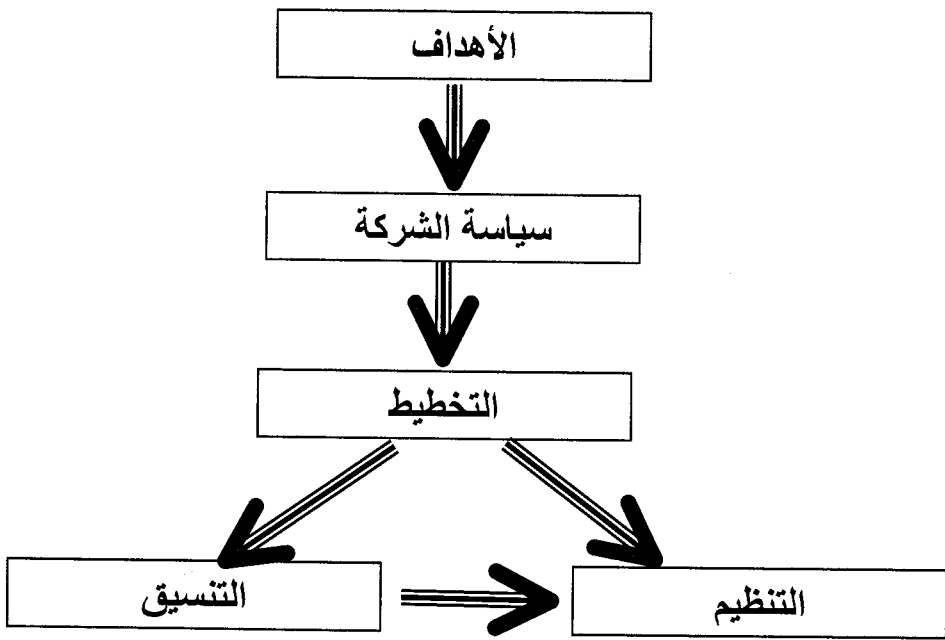 الأهداف
سياسة الشركة
التخطيط
التنظيم
التنسيق